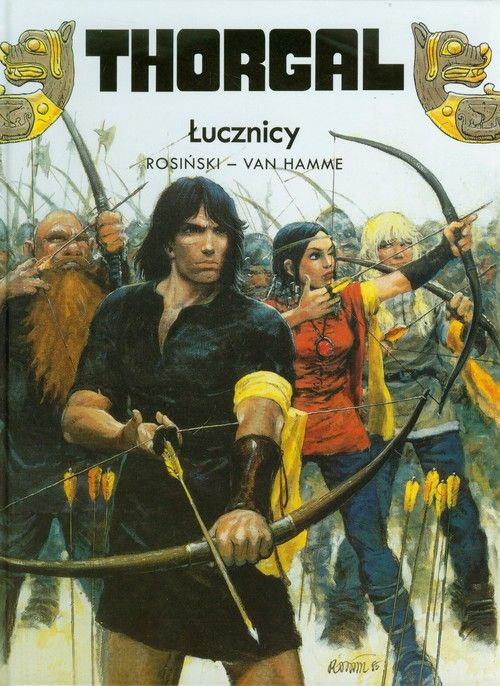 THORGAL
Łucznicy
ROSIŃSKI – VAN HAMME